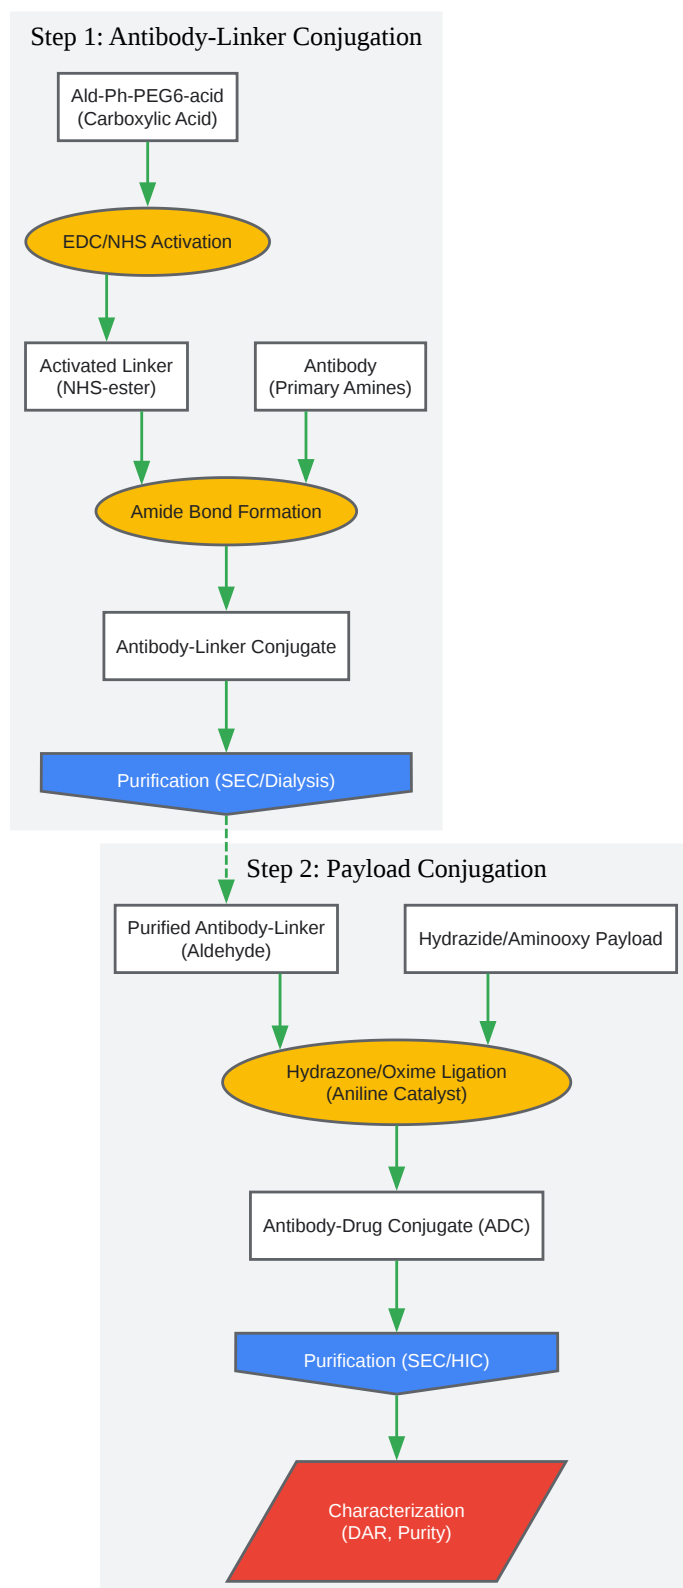 Step 1: Antibody-Linker Conjugation
Ald-Ph-PEG6-acid
(Carboxylic Acid)
EDC/NHS Activation
Activated Linker
(NHS-ester)
Antibody
(Primary Amines)
Amide Bond Formation
Antibody-Linker Conjugate
Purification (SEC/Dialysis)
Step 2: Payload Conjugation
Purified Antibody-Linker
(Aldehyde)
Hydrazide/Aminooxy Payload
Hydrazone/Oxime Ligation
(Aniline Catalyst)
Antibody-Drug Conjugate (ADC)
Purification (SEC/HIC)
Characterization
(DAR, Purity)